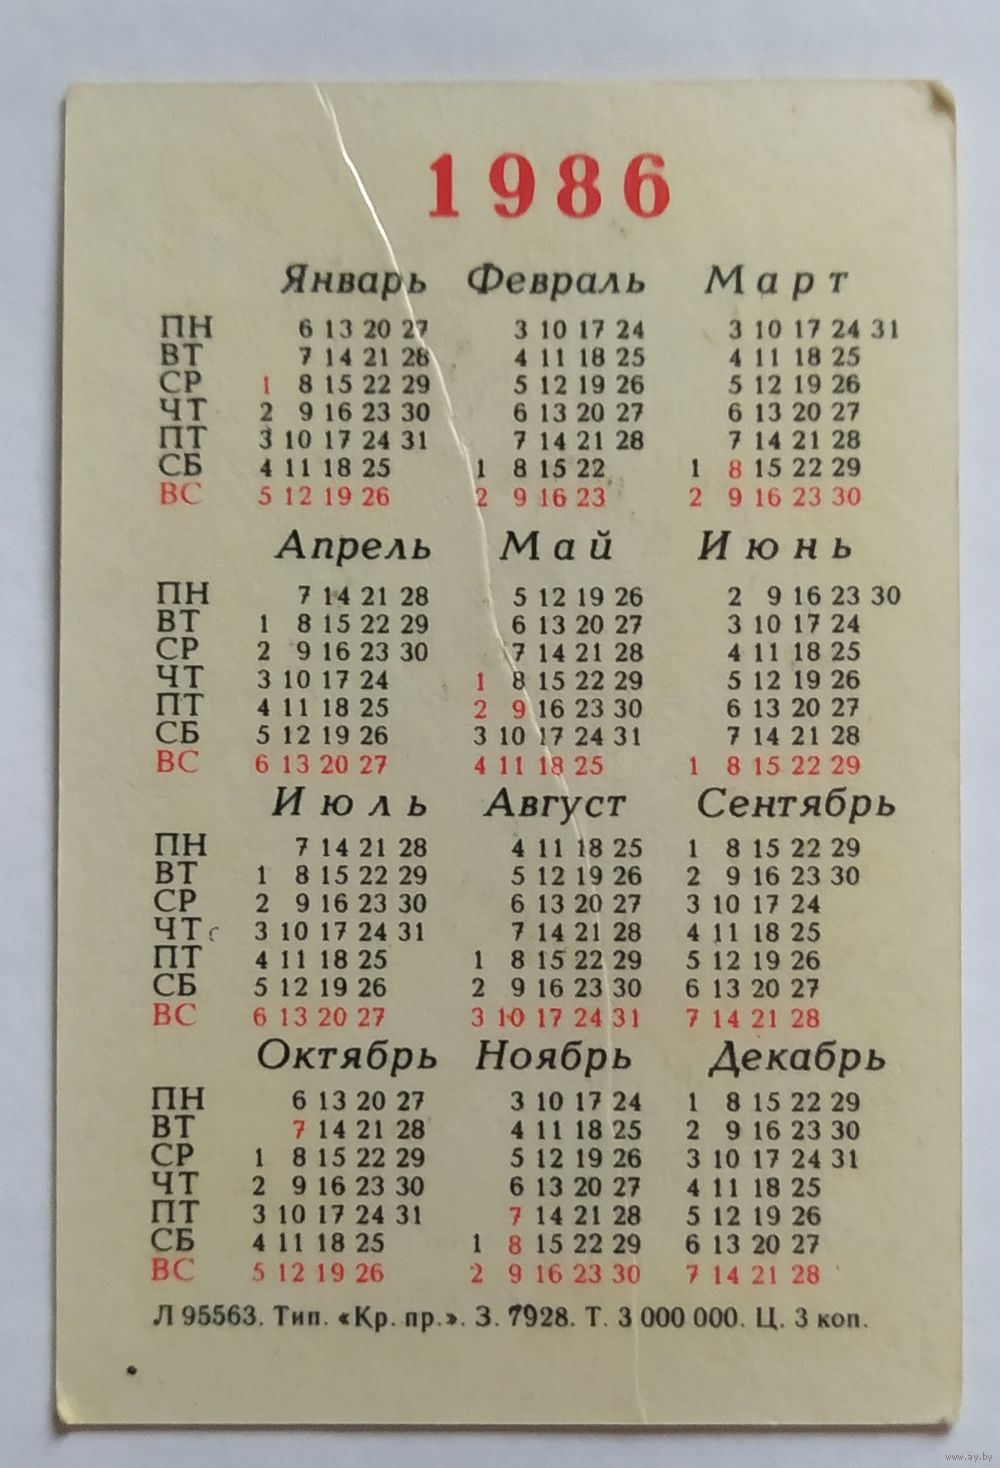 1986
Январь Февраль Март
ПН 6 13 20 27 3 10 17 24 3 10 17 24 31
ВТ 7 14 21 28 4 11 18 25 4 11 18 25
СР 1 8 15 22 29 5 12 19 26 5 12 19 26
ЧТ 2 9 16 23 30 6 13 20 27 6 13 20 27
ПТ 3 10 17 24 31 7 14 21 28 7 14 21 28
СБ 4 11 18 25 1 8 15 22 1 8 15 22 29
ВС 5 12 19 26 2 9 16 23 2 9 16 23 30
Апрель Май Июнь
ПН 7 14 21 28 5 12 19 26 2 9 16 23 30
ВТ 1 8 15 22 29 6 13 20 27 3 10 17 24
СР 2 9 16 23 30 7 14 21 28 4 11 18 25
ЧТ 3 10 17 24 1 8 15 22 29 5 12 19 26
ПТ 4 11 18 25 2 9 16 23 30 6 13 20 27
СБ 5 12 19 26 3 10 17 24 31 7 14 21 28
ВС 6 13 20 27 4 11 18 25 1 8 15 22 29
Июль Август Сентябрь
ПН 7 14 21 28 4 11 18 25 1 8 15 22 29
ВТ 1 8 15 22 29 5 12 19 26 2 9 16 23 30
СР 2 9 16 23 30 6 13 20 27 3 10 17 24
ЧТ 3 10 17 24 31 7 14 21 28 4 11 18 25
ПТ 4 11 18 25 1 8 15 22 29 5 12 19 26
СБ 5 12 19 26 2 9 16 23 30 6 13 20 27
ВС 6 13 20 27 3 10 17 24 31 7 14 21 28
Октябрь Ноябрь Декабрь
ПН 6 13 20 27 3 10 17 24 1 8 15 22 29
ВТ 7 14 21 28 4 11 18 25 2 9 16 23 30
СР 1 8 15 22 29 5 12 19 26 3 10 17 24 31
ЧТ 2 9 16 23 30 6 13 20 27 4 11 18 25
ПТ 3 10 17 24 31 7 14 21 28 5 12 19 26
СБ 4 11 18 25 1 8 15 22 29 6 13 20 27
ВС 5 12 19 26 2 9 16 23 30 7 14 21 28
Л 95563. Тип. «Кр. пр.». З. 7928. Т. 3 000 000. Ц. 3 коп.
www.ay.by